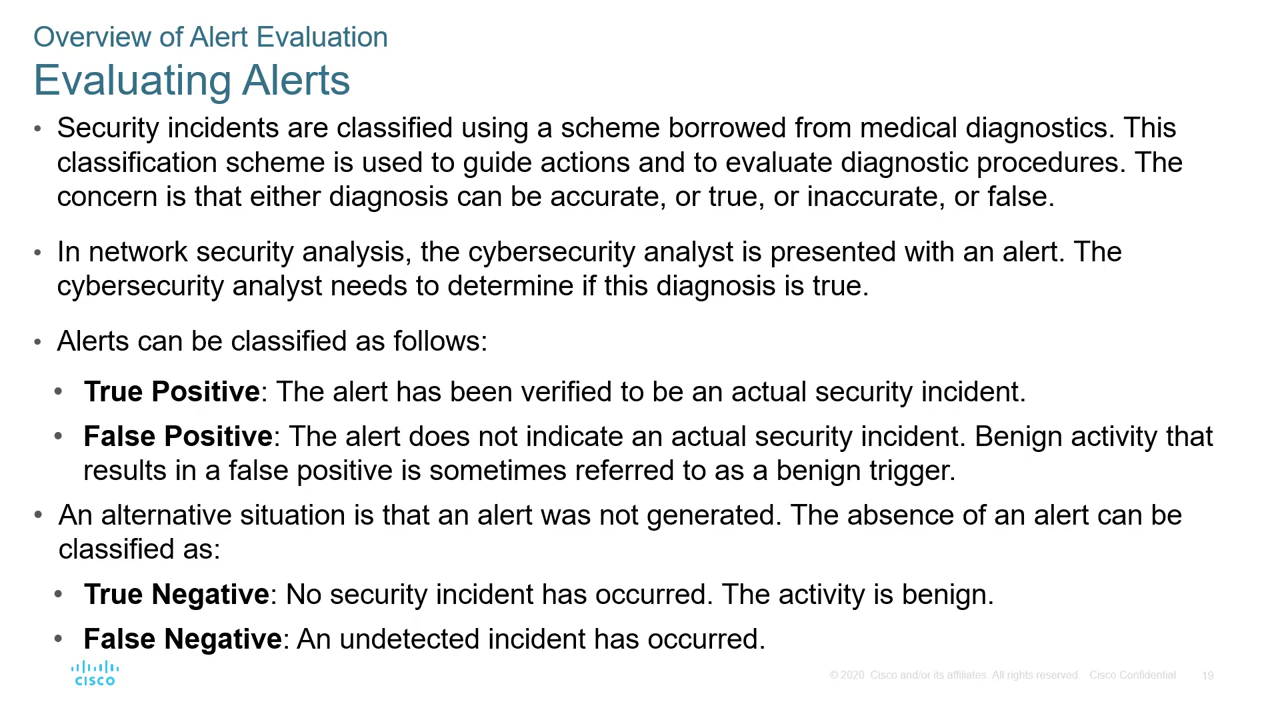 Overview of Alert Evaluation
Evaluating Alerts
• Security incidents are classified using a scheme borrowed from medical diagnostics. This
classification scheme is used to guide actions and to evaluate diagnostic procedures. The
concern is that either diagnosis can be accurate, or true, or inaccurate, or false.
• In network security analysis, the cybersecurity analyst is presented with an alert. The
cybersecurity analyst needs to determine if this diagnosis is true.
• Alerts can be classified as follows:
• True Positive: The alert has been verified to be an actual security incident.
• False Positive: The alert does not indicate an actual security incident. Benign activity that
results in a false positive is sometimes referred to as a benign trigger.
• An alternative situation is that an alert was not generated. The absence of an alert can be
classified as:
• True Negative: No security incident has occurred. The activity is benign.
• False Negative: An undetected incident has occurred.
CISCO
© 2020 Cisco and/or its affiliates. All rights reserved. Cisco Confidential 19